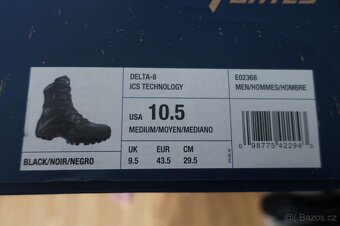 DELTA-8
ICS TECHNOLOGY
E02368
MEN/HOMMES/HOMBRE
USA 10.5
MEDIUM/MOYEN/MEDIANO
UK EUR CM
9.5 43.5 29.5
BLACK/NOIR/NEGRO
0 98775 42294 3
Bazoš.cz